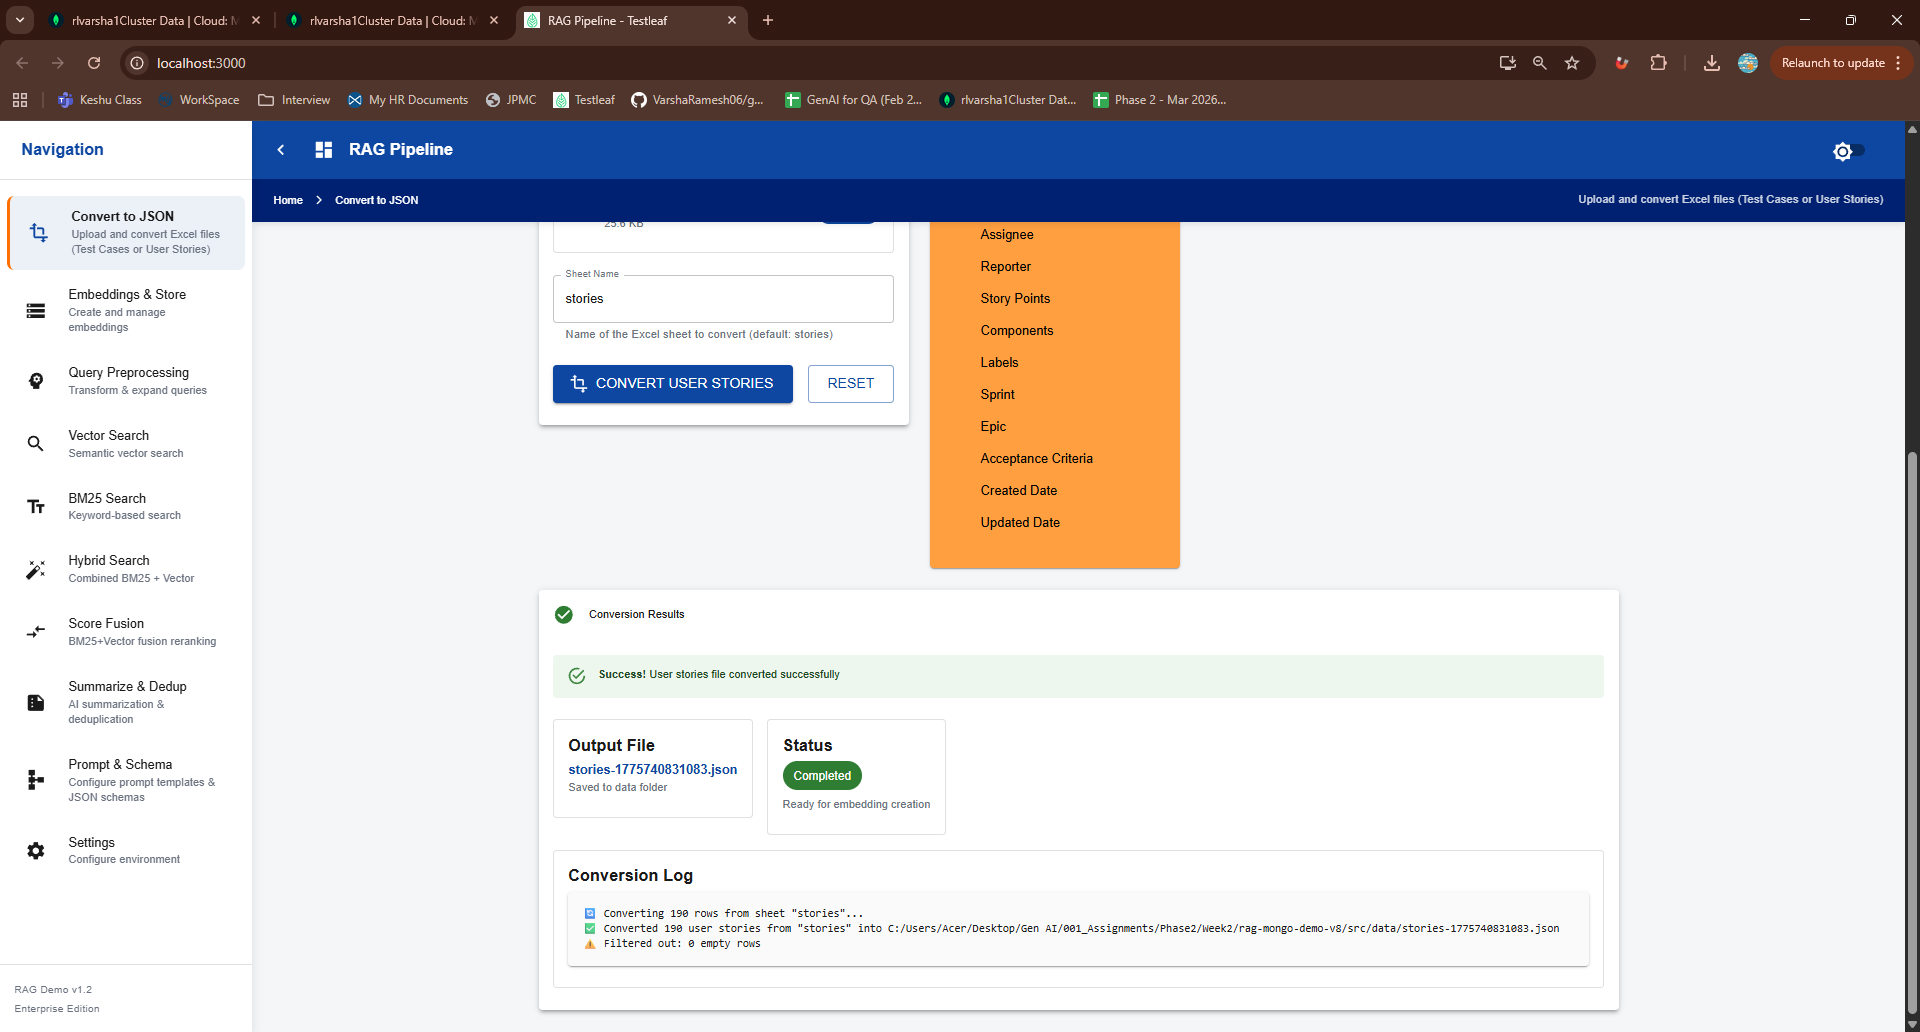 rlvarsha1Cluster Data | Cloud: M
rlvarsha1Cluster Data | Cloud: M
RAG Pipeline - Testleaf
localhost:3000
Relaunch to update
Keshu Class
WorkSpace
Interview
My HR Documents
JPMC
Testleaf
VarshaRamesh06/g...
GenAI for QA (Feb 2...
rlvarsha1Cluster Dat...
Phase 2 - Mar 2026...
Navigation
Convert to JSON
Upload and convert Excel files
(Test Cases or User Stories)
Embeddings & Store
Create and manage
embeddings
Query Preprocessing
Transform & expand queries
Vector Search
Semantic vector search
BM25 Search
Keyword-based search
Hybrid Search
Combined BM25 + Vector
Score Fusion
BM25+Vector fusion reranking
Summarize & Dedup
AI summarization &
deduplication
Prompt & Schema
Configure prompt templates &
JSON schemas
Settings
Configure environment
RAG Demo v1.2
Enterprise Edition
RAG Pipeline
Home
Convert to JSON
Upload and convert Excel files (Test Cases or User Stories)
25.6 KB
Sheet Name
stories
Name of the Excel sheet to convert (default: stories)
CONVERT USER STORIES
RESET
Assignee
Reporter
Story Points
Components
Labels
Sprint
Epic
Acceptance Criteria
Created Date
Updated Date
Conversion Results
Success! User stories file converted successfully
Output File
stories-1775740831083.json
Saved to data folder
Status
Completed
Ready for embedding creation
Conversion Log
Converting 190 rows from sheet "stories"...
Converted 190 user stories from "stories" into C:/Users/Acer/Desktop/Gen AI/001_Assignments/Phase2/Week2/rag-mongo-demo-v8/src/data/stories-1775740831083.json
Filtered out: 0 empty rows